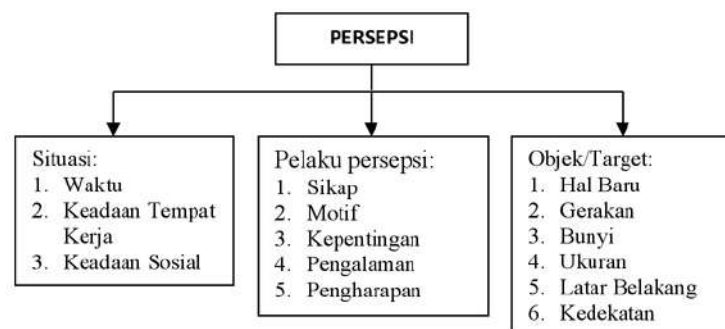 PERSEPSI
Situasi:
1. Waktu
2. Keadaan Tempat
Kerja
3. Keadaan Sosial
Pelaku persepsi:
1. Sikap
2. Motif
3. Kepentingan
4. Pengalaman
5. Pengharapan
Objek/Target:
1. Hal Baru
2. Gerakan
3. Bunyi
4. Ukuran
5. Latar Belakang
6. Kedekatan